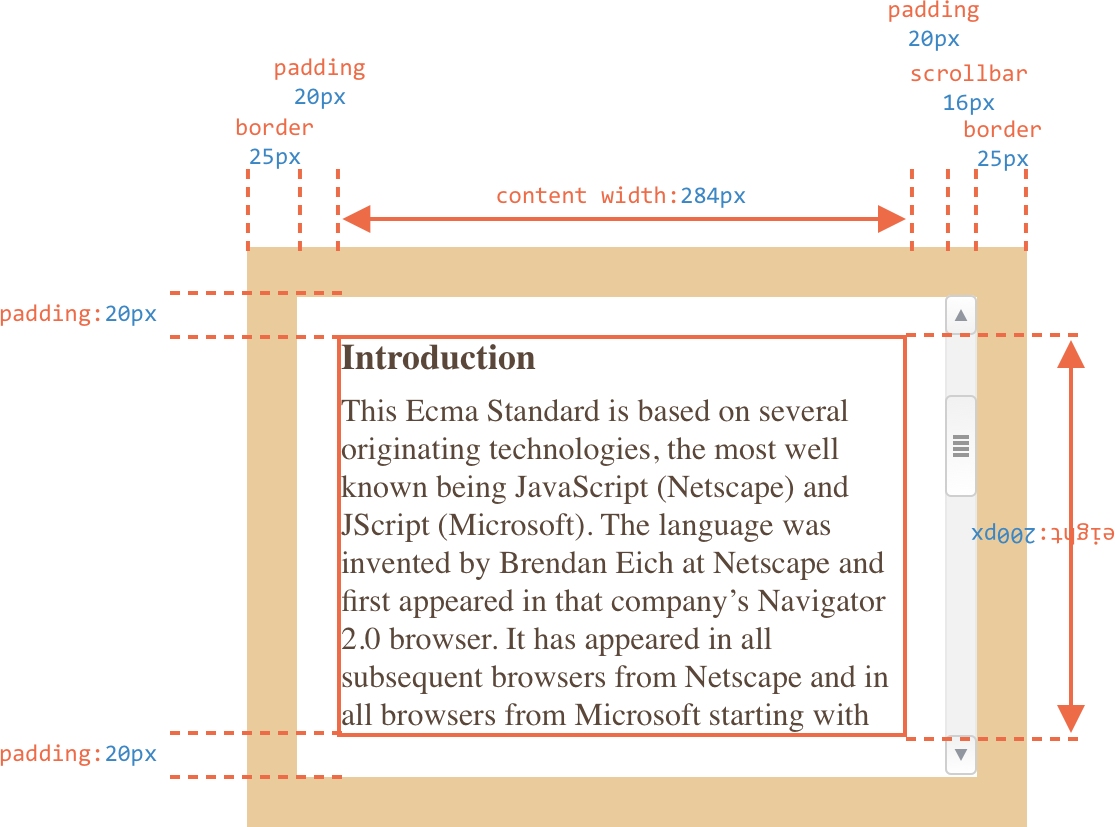 padding
20px
padding
20px
scrollbar
16px
border
25px
border
25px
content width:284px
padding:20px
Introduction
This Ecma Standard is based on several
originating technologies, the most well
known being JavaScript (Netscape) and
JScript (Microsoft). The language was
eight:200px
invented by Brendan Eich at Netscape and
first appeared in that company’s Navigator
2.0 browser. It has appeared in all
subsequent browsers from Netscape and in
all browsers from Microsoft starting with
padding:20px